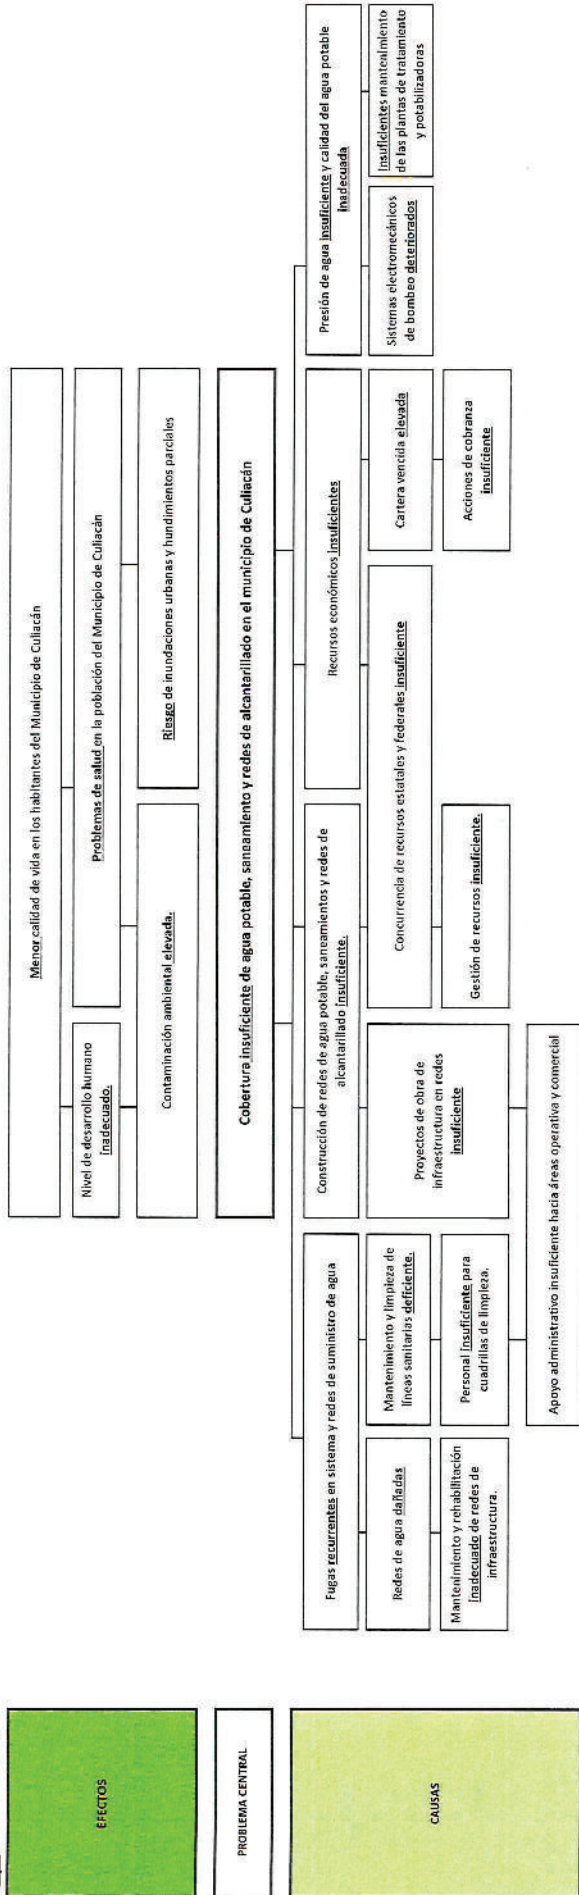 EFECTOS
Menor calidad de vida en los habitantes del Municipio de Culiacán
Nivel de desarrollo humano
inadecuado.
Problemas de salud en la población del Municipio de Culiacán
Contaminación ambiental elevada.
Riesgo de inundaciones urbanas y hundimientos parciales
PROBLEMA CENTRAL
Cobertura insuficiente de agua potable, saneamiento y redes de alcantarillado en el municipio de Culiacán
CAUSAS
Fugas recurrentes en sistema y redes de suministro de agua
Construcción de redes de agua potable, saneamientos y redes de
alcantarillado insuficiente.
Recursos económicos insuficientes
Presión de agua insuficiente y calidad del agua potable
inadecuada
Redes de agua dañadas
Mantenimiento y limpieza de
líneas sanitarias deficiente.
Proyectos de obra de
infraestructura en redes
insuficiente
Concurrencia de recursos estatales y federales insuficiente
Cartera vencida elevada
Sistemas electromecánicos
de bombeo deteriorados
Insuficientes mantenimiento
de las plantas de tratamiento
y potabilizadoras
Mantenimiento y rehabilitación
inadecuado de redes de
infraestructura.
Personal insuficiente para
cuadrillas de limpieza.
Gestión de recursos insuficiente.
Acciones de cobranza
insuficiente
Apoyo administrativo insuficiente hacia áreas operativa y comercial